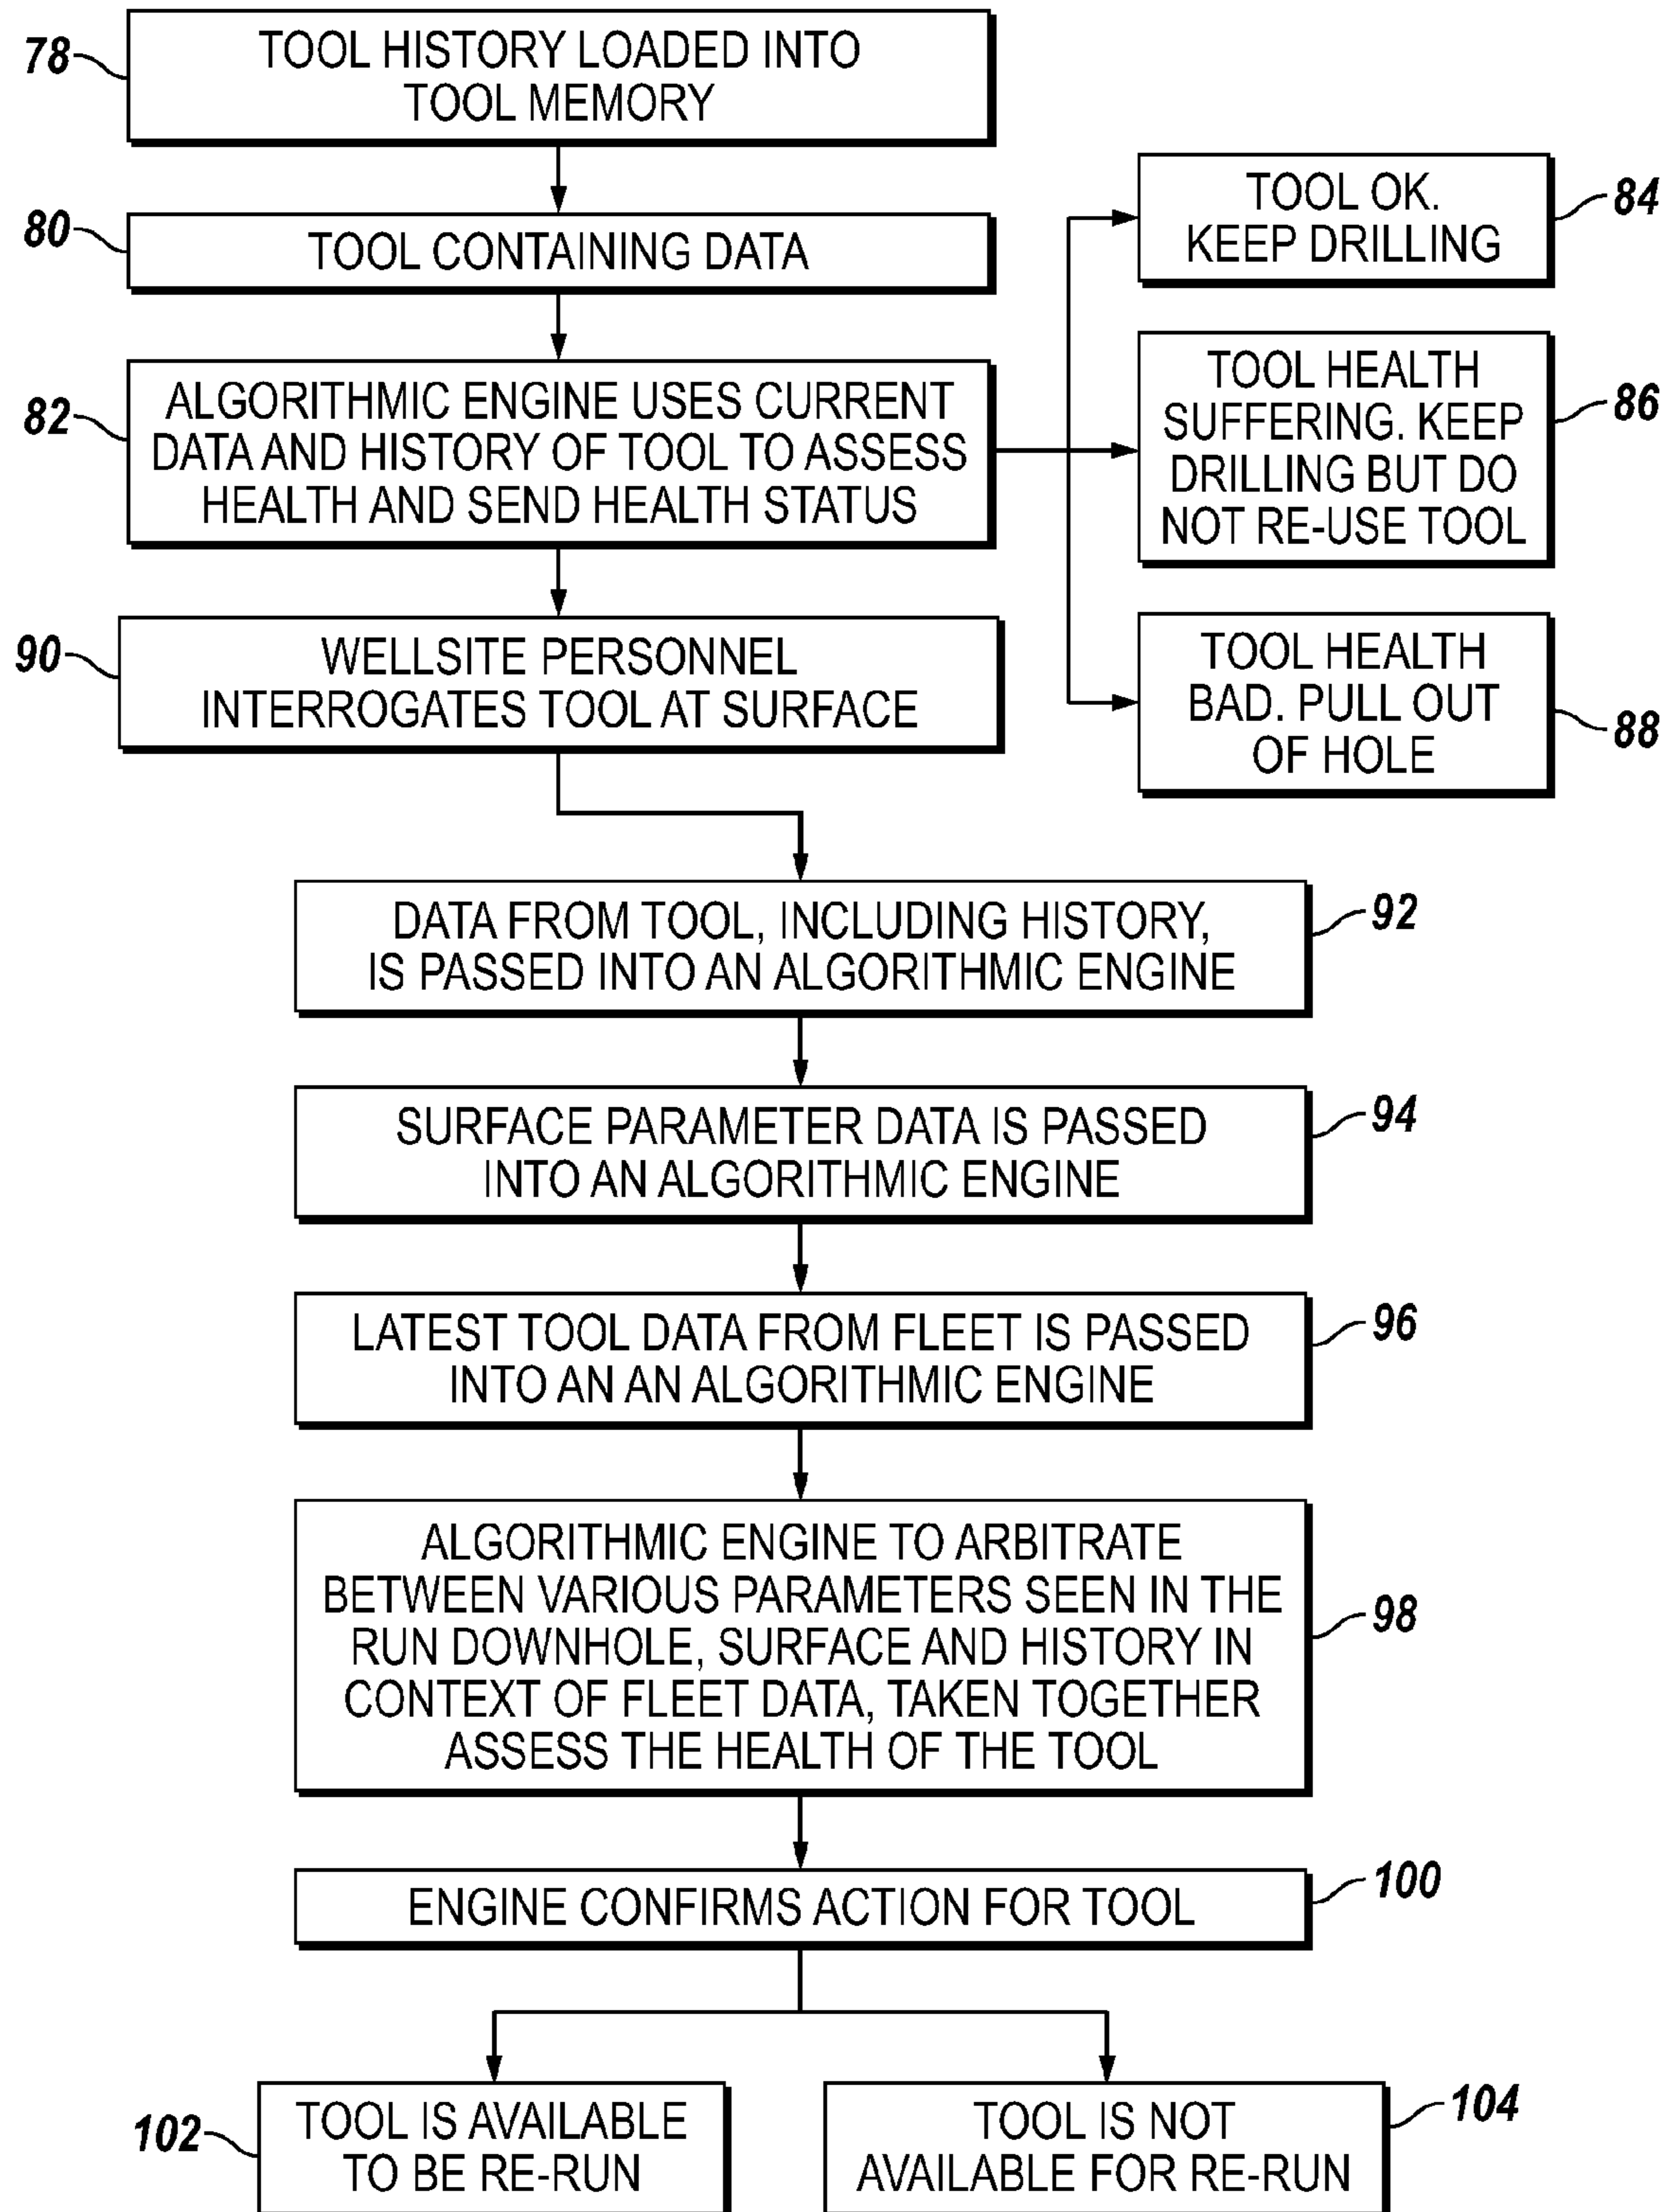 78
TOOL HISTORY LOADED INTO
TOOL MEMORY
80
TOOL CONTAINING DATA
82
ALGORITHMIC ENGINE USES CURRENT
DATA AND HISTORY OF TOOL TO ASSESS
HEALTH AND SEND HEALTH STATUS
TOOL OK.
KEEP DRILLING
84
TOOL HEALTH
SUFFERING. KEEP
DRILLING BUT DO
NOT RE-USE TOOL
86
TOOL HEALTH
BAD. PULL OUT
OF HOLE
88
90
WELLSITE PERSONNEL
INTERROGATES TOOL AT SURFACE
DATA FROM TOOL, INCLUDING HISTORY,
IS PASSED INTO AN ALGORITHMIC ENGINE
92
SURFACE PARAMETER DATA IS PASSED
INTO AN ALGORITHMIC ENGINE
94
LATEST TOOL DATA FROM FLEET IS PASSED
INTO AN AN ALGORITHMIC ENGINE
96
ALGORITHMIC ENGINE TO ARBITRATE
BETWEEN VARIOUS PARAMETERS SEEN IN THE
RUN DOWNHOLE, SURFACE AND HISTORY IN
CONTEXT OF FLEET DATA, TAKEN TOGETHER
ASSESS THE HEALTH OF THE TOOL
98
ENGINE CONFIRMS ACTION FOR TOOL
100
102
TOOL IS AVAILABLE
TO BE RE-RUN
TOOL IS NOT
AVAILABLE FOR RE-RUN
104